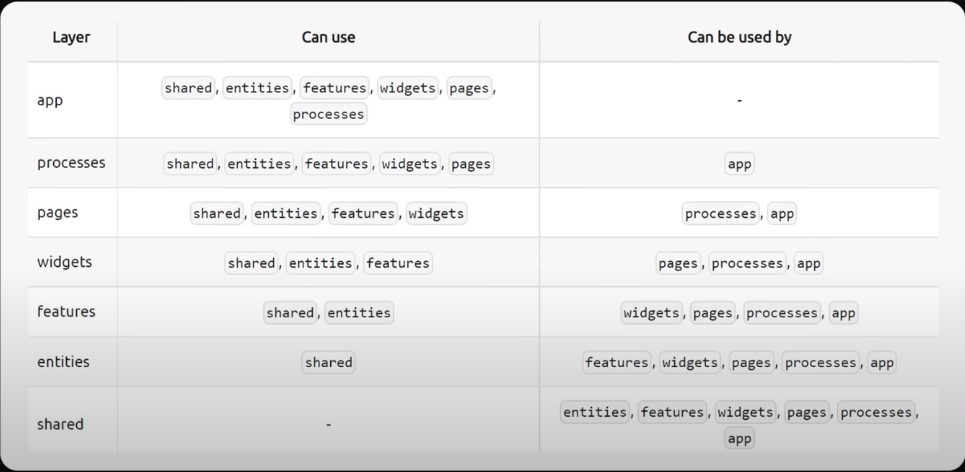 Layer Can use Can be used by
app shared, entities, features, widgets, pages, processes -
processes shared, entities, features, widgets, pages app
pages shared, entities, features, widgets processes, app
widgets shared, entities, features pages, processes, app
features shared, entities widgets, pages, processes, app
entities shared features, widgets, pages, processes, app
shared - entities, features, widgets, pages, processes, app